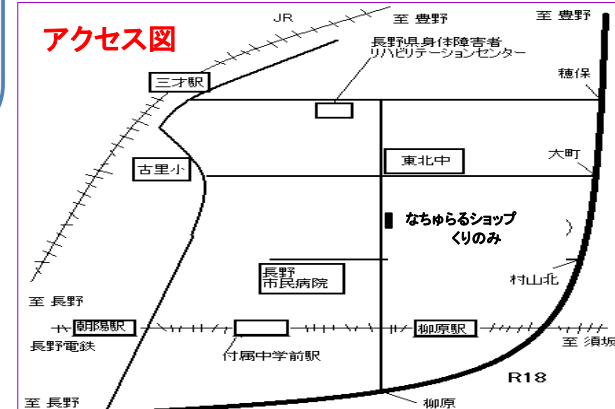 アクセス図
JR
至 豊野
至 豊野
長野県身体障害者
リハビリテーションセンター
三才駅
穂保
古里小
東北中
大町
なちゅらるショップ
くりのみ
長野
市民病院
村山北
至 長野
朝陽駅
柳原駅
長野電鉄
付属中学前駅
至 須坂
R18
至 長野
柳原